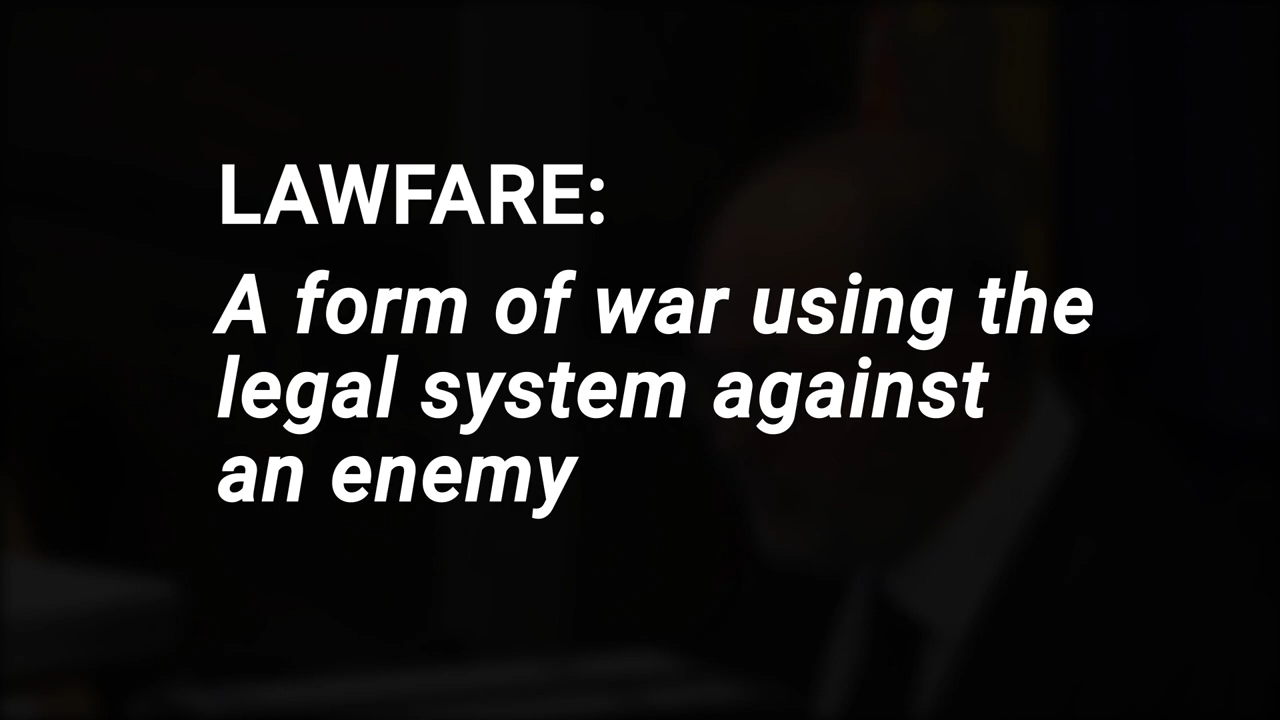 LAWFARE:
A form of war using the
legal system against
an enemy